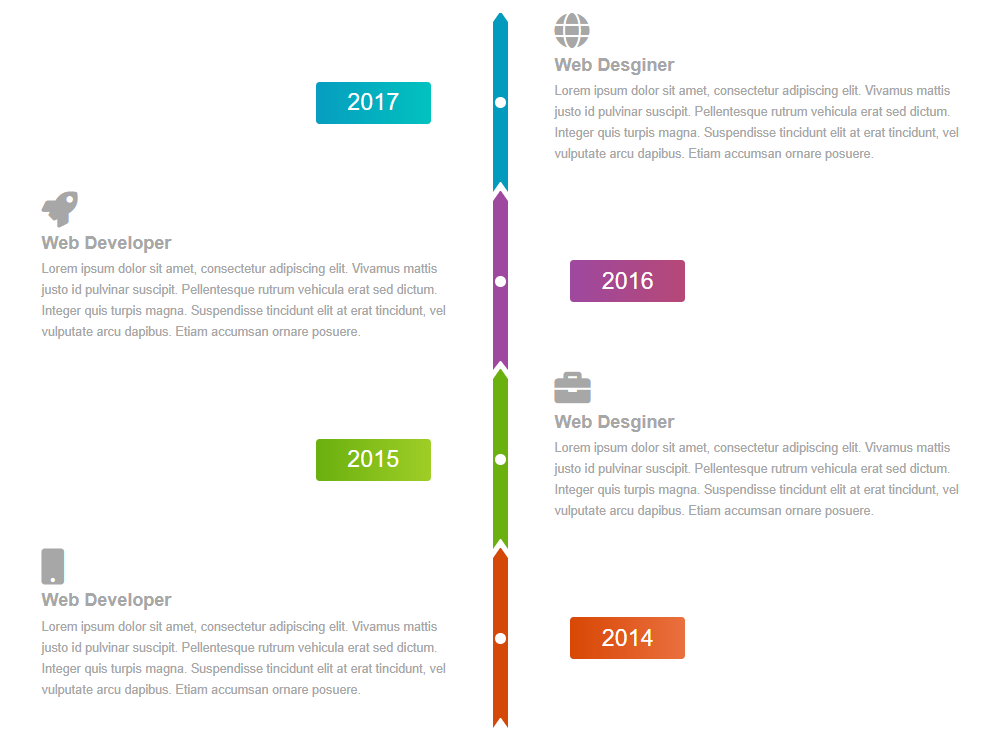 2017
Web Desginer
Lorem ipsum dolor sit amet, consectetur adipiscing elit. Vivamus mattis
justo id pulvinar suscipit. Pellentesque rutrum vehicula erat sed dictum.
Integer quis turpis magna. Suspendisse tincidunt elit at erat tincidunt, vel
vulputate arcu dapibus. Etiam accumsan ornare posuere.
Web Developer
Lorem ipsum dolor sit amet, consectetur adipiscing elit. Vivamus mattis
justo id pulvinar suscipit. Pellentesque rutrum vehicula erat sed dictum.
Integer quis turpis magna. Suspendisse tincidunt elit at erat tincidunt, vel
vulputate arcu dapibus. Etiam accumsan ornare posuere.
2016
2015
Web Desginer
Lorem ipsum dolor sit amet, consectetur adipiscing elit. Vivamus mattis
justo id pulvinar suscipit. Pellentesque rutrum vehicula erat sed dictum.
Integer quis turpis magna. Suspendisse tincidunt elit at erat tincidunt, vel
vulputate arcu dapibus. Etiam accumsan ornare posuere.
Web Developer
Lorem ipsum dolor sit amet, consectetur adipiscing elit. Vivamus mattis
justo id pulvinar suscipit. Pellentesque rutrum vehicula erat sed dictum.
Integer quis turpis magna. Suspendisse tincidunt elit at erat tincidunt, vel
vulputate arcu dapibus. Etiam accumsan ornare posuere.
2014